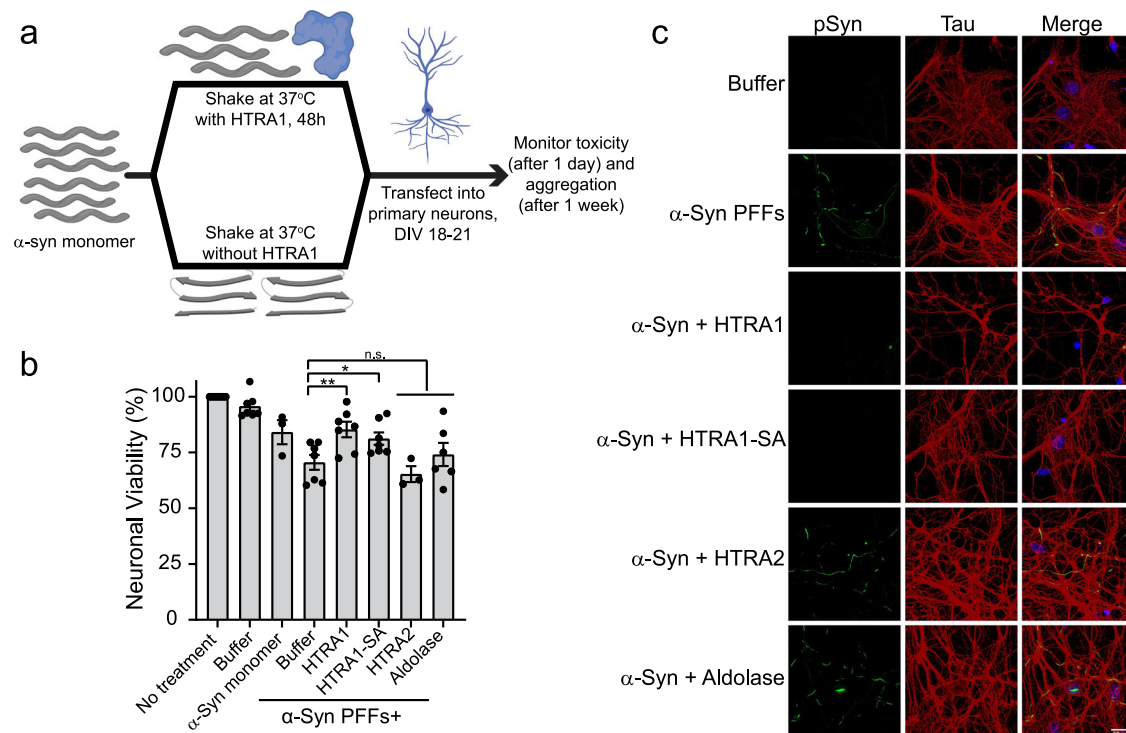 a
Shake at 37°C
with HTRA1, 48h
α-syn monomer
Shake at 37°C
without HTRA1
Transfect into
primary neurons,
DIV 18-21
Monitor toxicity
(after 1 day) and
aggregation
(after 1 week)
b
Neuronal Viability (%)
100
75
50
25
0
n.s.
*
**
No treatment
Buffer
α-Syn monomer
Buffer
HTRA1
HTRA1-SA
HTRA2
Aldolase
α-Syn PFFs+
c
pSyn Tau Merge
Buffer
α-Syn PFFs
α-Syn + HTRA1
α-Syn + HTRA1-SA
α-Syn + HTRA2
α-Syn + Aldolase